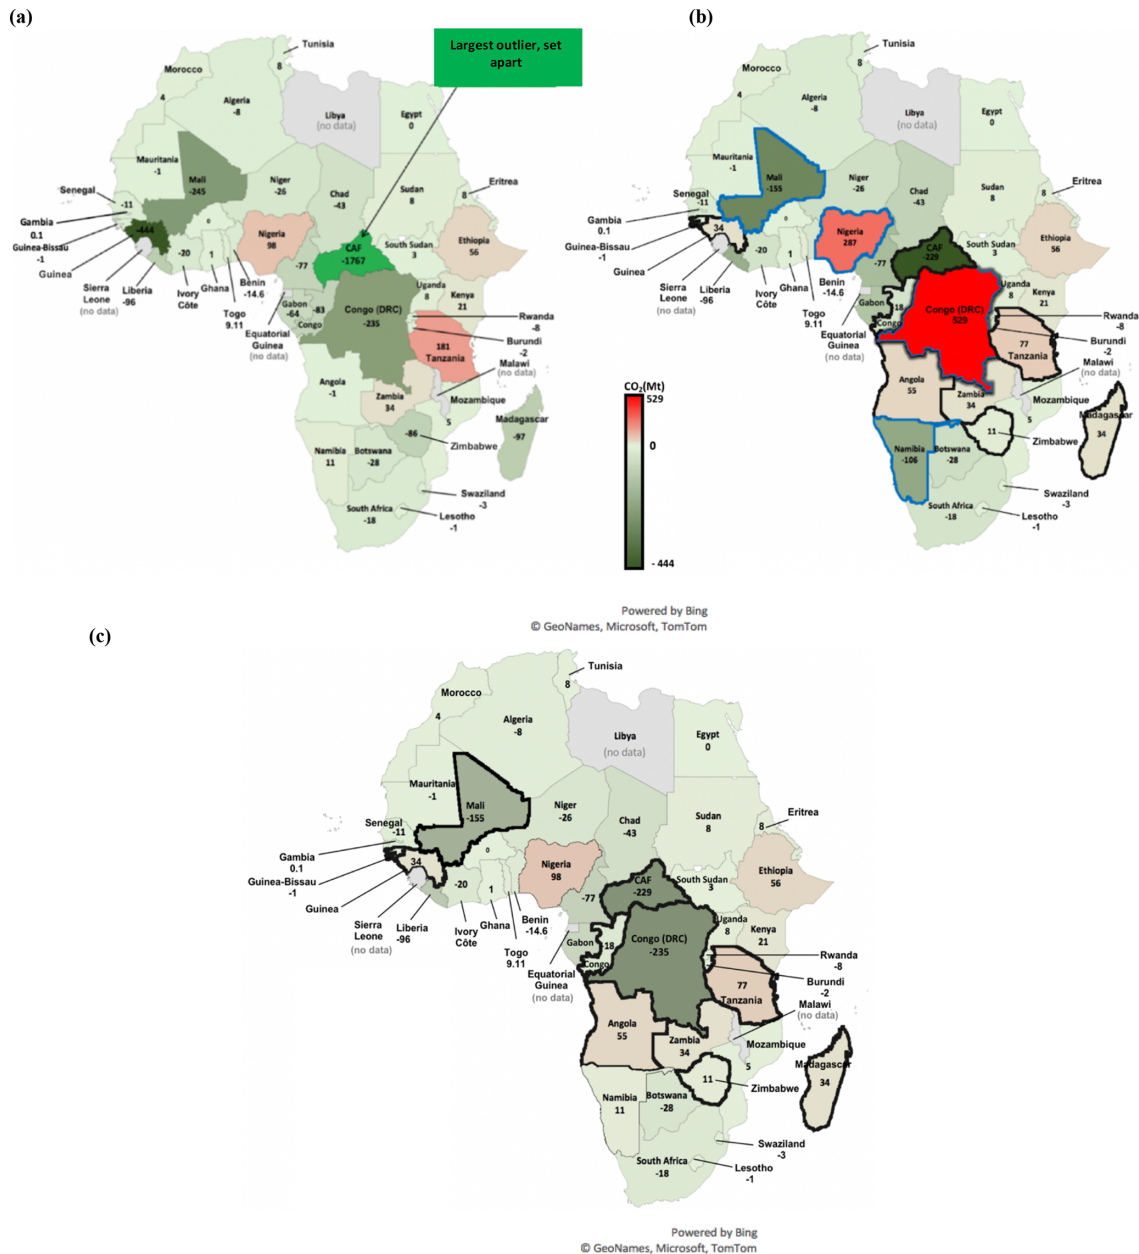 (a)
Largest outlier, set
apart
Tunisia
8
Morocco
4
Algeria
-8
Libya
(no data)
Egypt
0
Mauritania
-1
Mali
-245
Niger
-26
Chad
-43
Sudan
8
Eritrea
8
Senegal
-11
Gambia
0.1
Guinea-Bissau
-1
Guinea
-444
Sierra
Leone
(no data)
Liberia
-96
-20
Ivory
Côte
0
1
Ghana
Togo
9.11
Benin
-14.6
Nigeria
98
-77
CAF
-1767
South Sudan
3
Ethiopia
56
Equatorial
Guinea
(no data)
Gabon
-64
-83
Congo
Congo (DRC)
-235
Uganda
8
Kenya
21
Rwanda
-8
Burundi
-2
181
Tanzania
Malawi
(no data)
Angola
-1
Zambia
34
Mozambique
5
-86
Zimbabwe
Madagascar
-97
Namibia
11
Botswana
-28
Swaziland
-3
South Africa
-18
Lesotho
-1
CO2(Mt)
529
0
- 444
(b)
Tunisia
8
Morocco
4
Algeria
-8
Libya
(no data)
Egypt
0
Mauritania
-1
Mali
-155
Niger
-26
Chad
-43
Sudan
8
Eritrea
8
Senegal
-11
Gambia
0.1
Guinea-Bissau
-1
Guinea
34
Sierra
Leone
(no data)
Liberia
-96
-20
Ivory
Côte
0
1
Ghana
Togo
9.11
Benin
-14.6
Nigeria
287
-77
CAF
-229
South Sudan
3
Ethiopia
56
Equatorial
Guinea
(no data)
Gabon
18
Congo
Congo (DRC)
529
Uganda
8
Kenya
21
Rwanda
-8
Burundi
-2
77
Tanzania
Malawi
(no data)
Angola
55
Zambia
34
Mozambique
5
11
Zimbabwe
Madagascar
34
Namibia
-106
Botswana
-28
Swaziland
-3
South Africa
-18
Lesotho
-1
Powered by Bing
© GeoNames, Microsoft, TomTom
(c)
Tunisia
8
Morocco
4
Algeria
-8
Libya
(no data)
Egypt
0
Mauritania
-1
Mali
-155
Niger
-26
Chad
-43
Sudan
8
Eritrea
8
Senegal
-11
Gambia
0.1
Guinea-Bissau
-1
Guinea
34
Sierra
Leone
(no data)
Liberia
-96
-20
Ivory
Côte
0
1
Ghana
Togo
9.11
Benin
-14.6
Nigeria
98
-77
CAF
-229
South Sudan
3
Ethiopia
56
Equatorial
Guinea
(no data)
Gabon
-18
Congo
Congo (DRC)
-235
Uganda
8
Kenya
21
Rwanda
-8
Burundi
-2
77
Tanzania
Malawi
(no data)
Angola
55
Zambia
34
Mozambique
5
11
Zimbabwe
Madagascar
34
Namibia
11
Botswana
-28
Swaziland
-3
South Africa
-18
Lesotho
-1
Powered by Bing
© GeoNames, Microsoft, TomTom